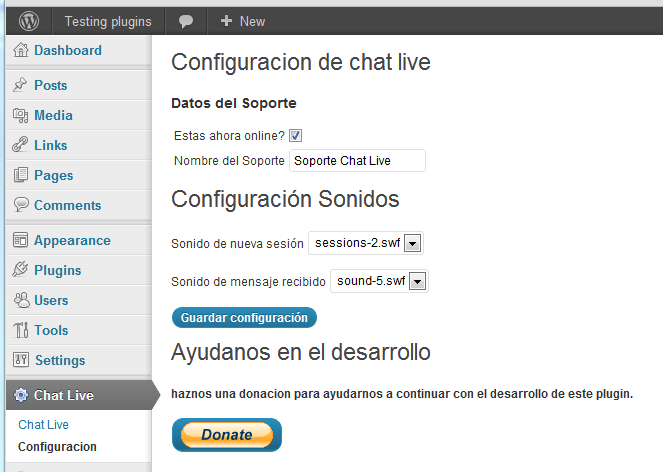 Testing plugins
New
Dashboard
Posts
Media
Links
Pages
Comments
Appearance
Plugins
Users
Tools
Settings
Chat Live
Chat Live
Configuracion
Configuracion de chat live
Datos del Soporte
Estas ahora online?
Nombre del Soporte Soporte Chat Live
Configuración Sonidos
Sonido de nueva sesión sessions-2.swf
Sonido de mensaje recibido sound-5.swf
Guardar configuración
Ayudanos en el desarrollo
haznos una donacion para ayudarnos a continuar con el desarrollo de este plugin.
Donate